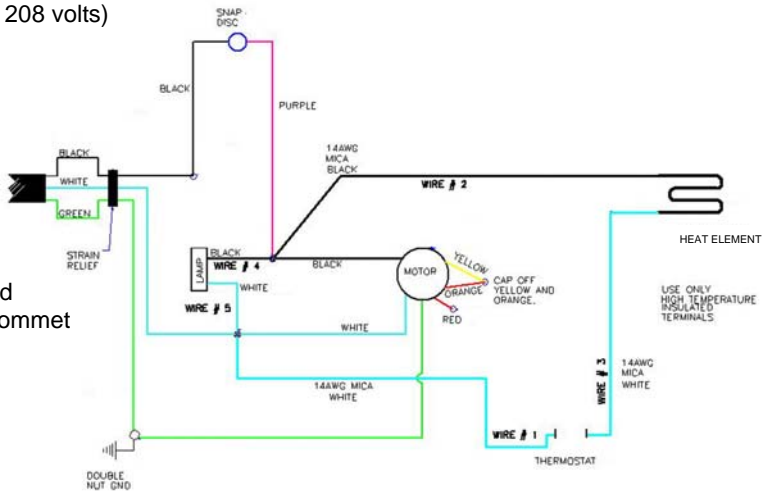 208 volts)
SNAP-
DISC
BLACK
PURPLE
BLACK
WHITE
GREEN
STRAIN
RELIEF
14AWG
MICA
BLACK
WIRE # 2
HEAT ELEMENT
LAMP
BLACK
WIRE # 4
WHITE
WIRE # 5
BLACK
MOTOR
YELLOW
ORANGE
RED
CAP OFF
YELLOW AND
ORANGE.
USE ONLY
HIGH TEMPERATURE
INSULATED
TERMINALS
d
ommet
WHITE
14AWG MICA
WHITE
WIRE # 3
14AWG
MICA
WHITE
WIRE # 1
THERMOSTAT
DOUBLE
NUT GND